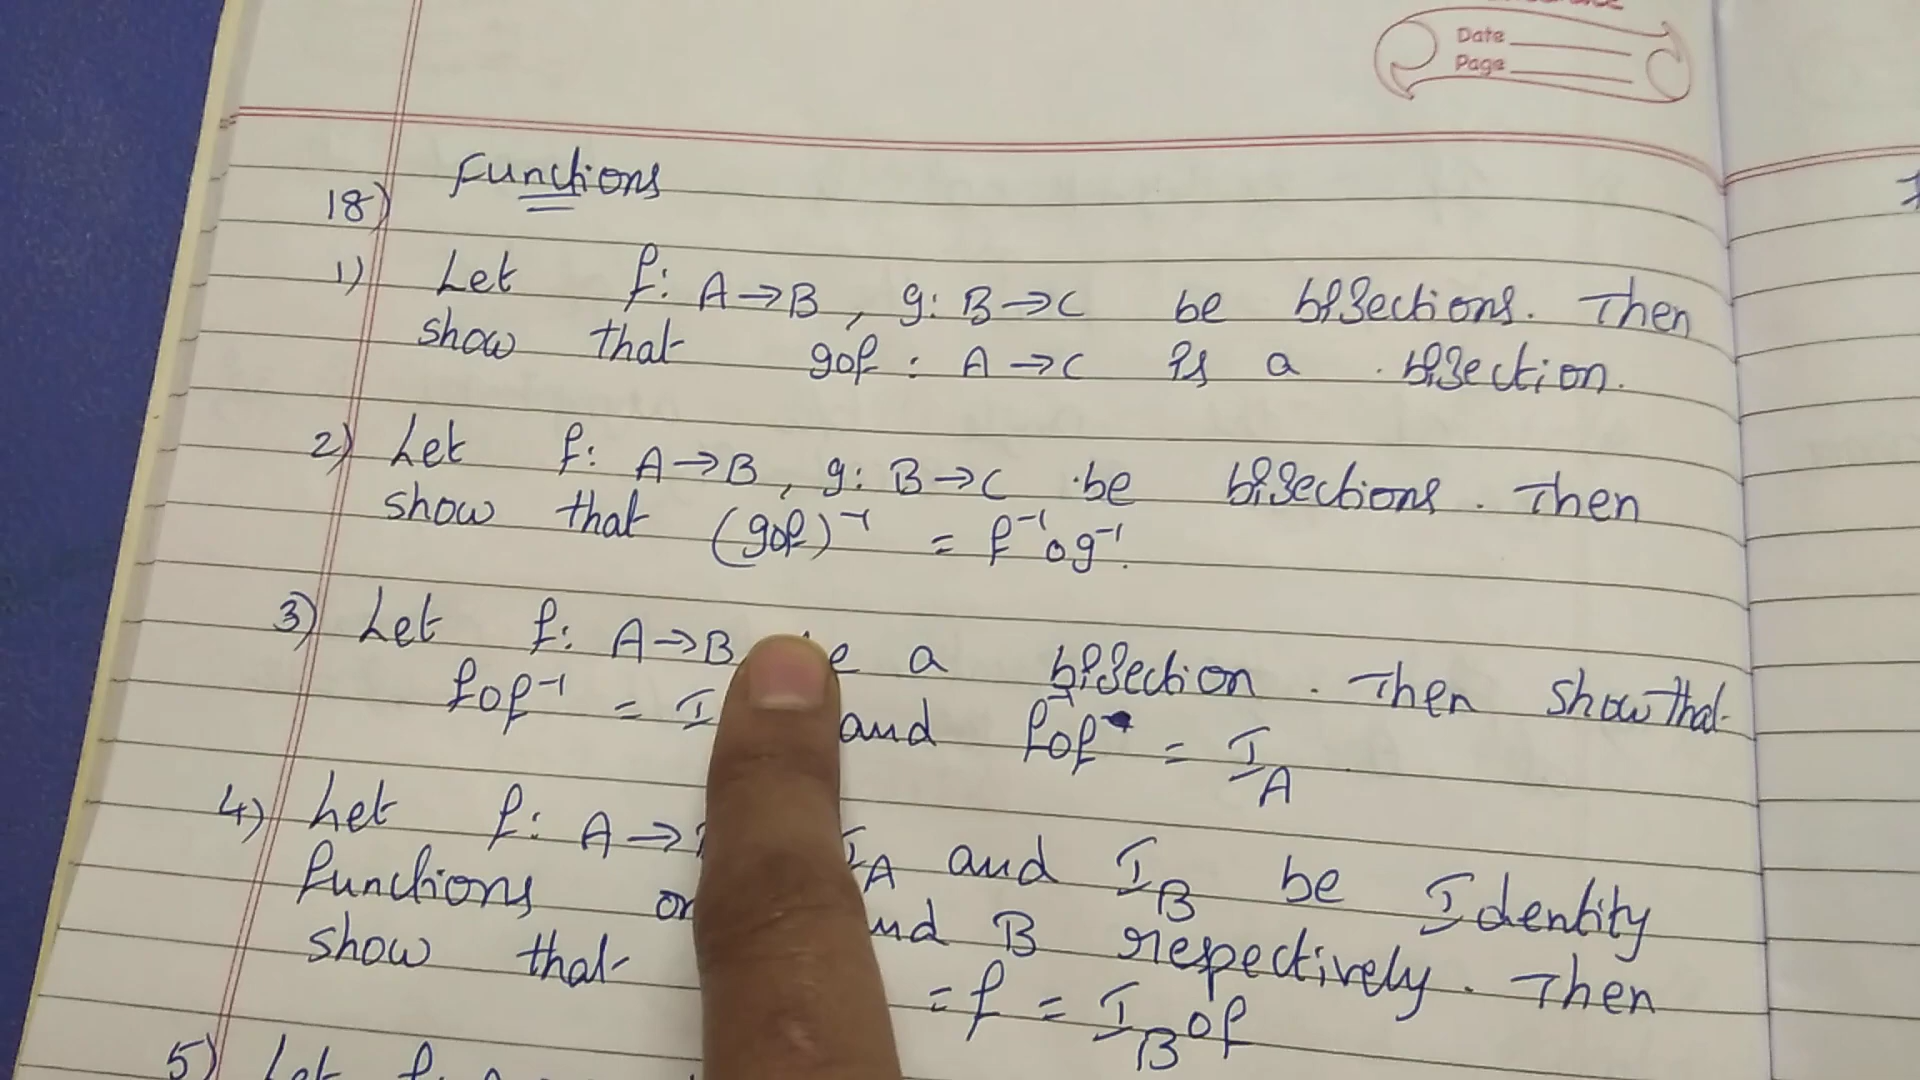 Date
Page
Functions
18)
1) Let f: A→B, g: B→C be bijections. Then
show that gof : A→C is a bijection.
2) Let f: A→B, g: B→C be bijections. Then
show that (gof)⁻¹ = f⁻¹og⁻¹.
3) Let f: A→B a bijection. Then show that
fof⁻¹ = I and f⁻¹of = I_A
4) Let f: A→ I_A and I_B be Identity
functions B respectively. Then
show that = f = I_B of
5) Let f: